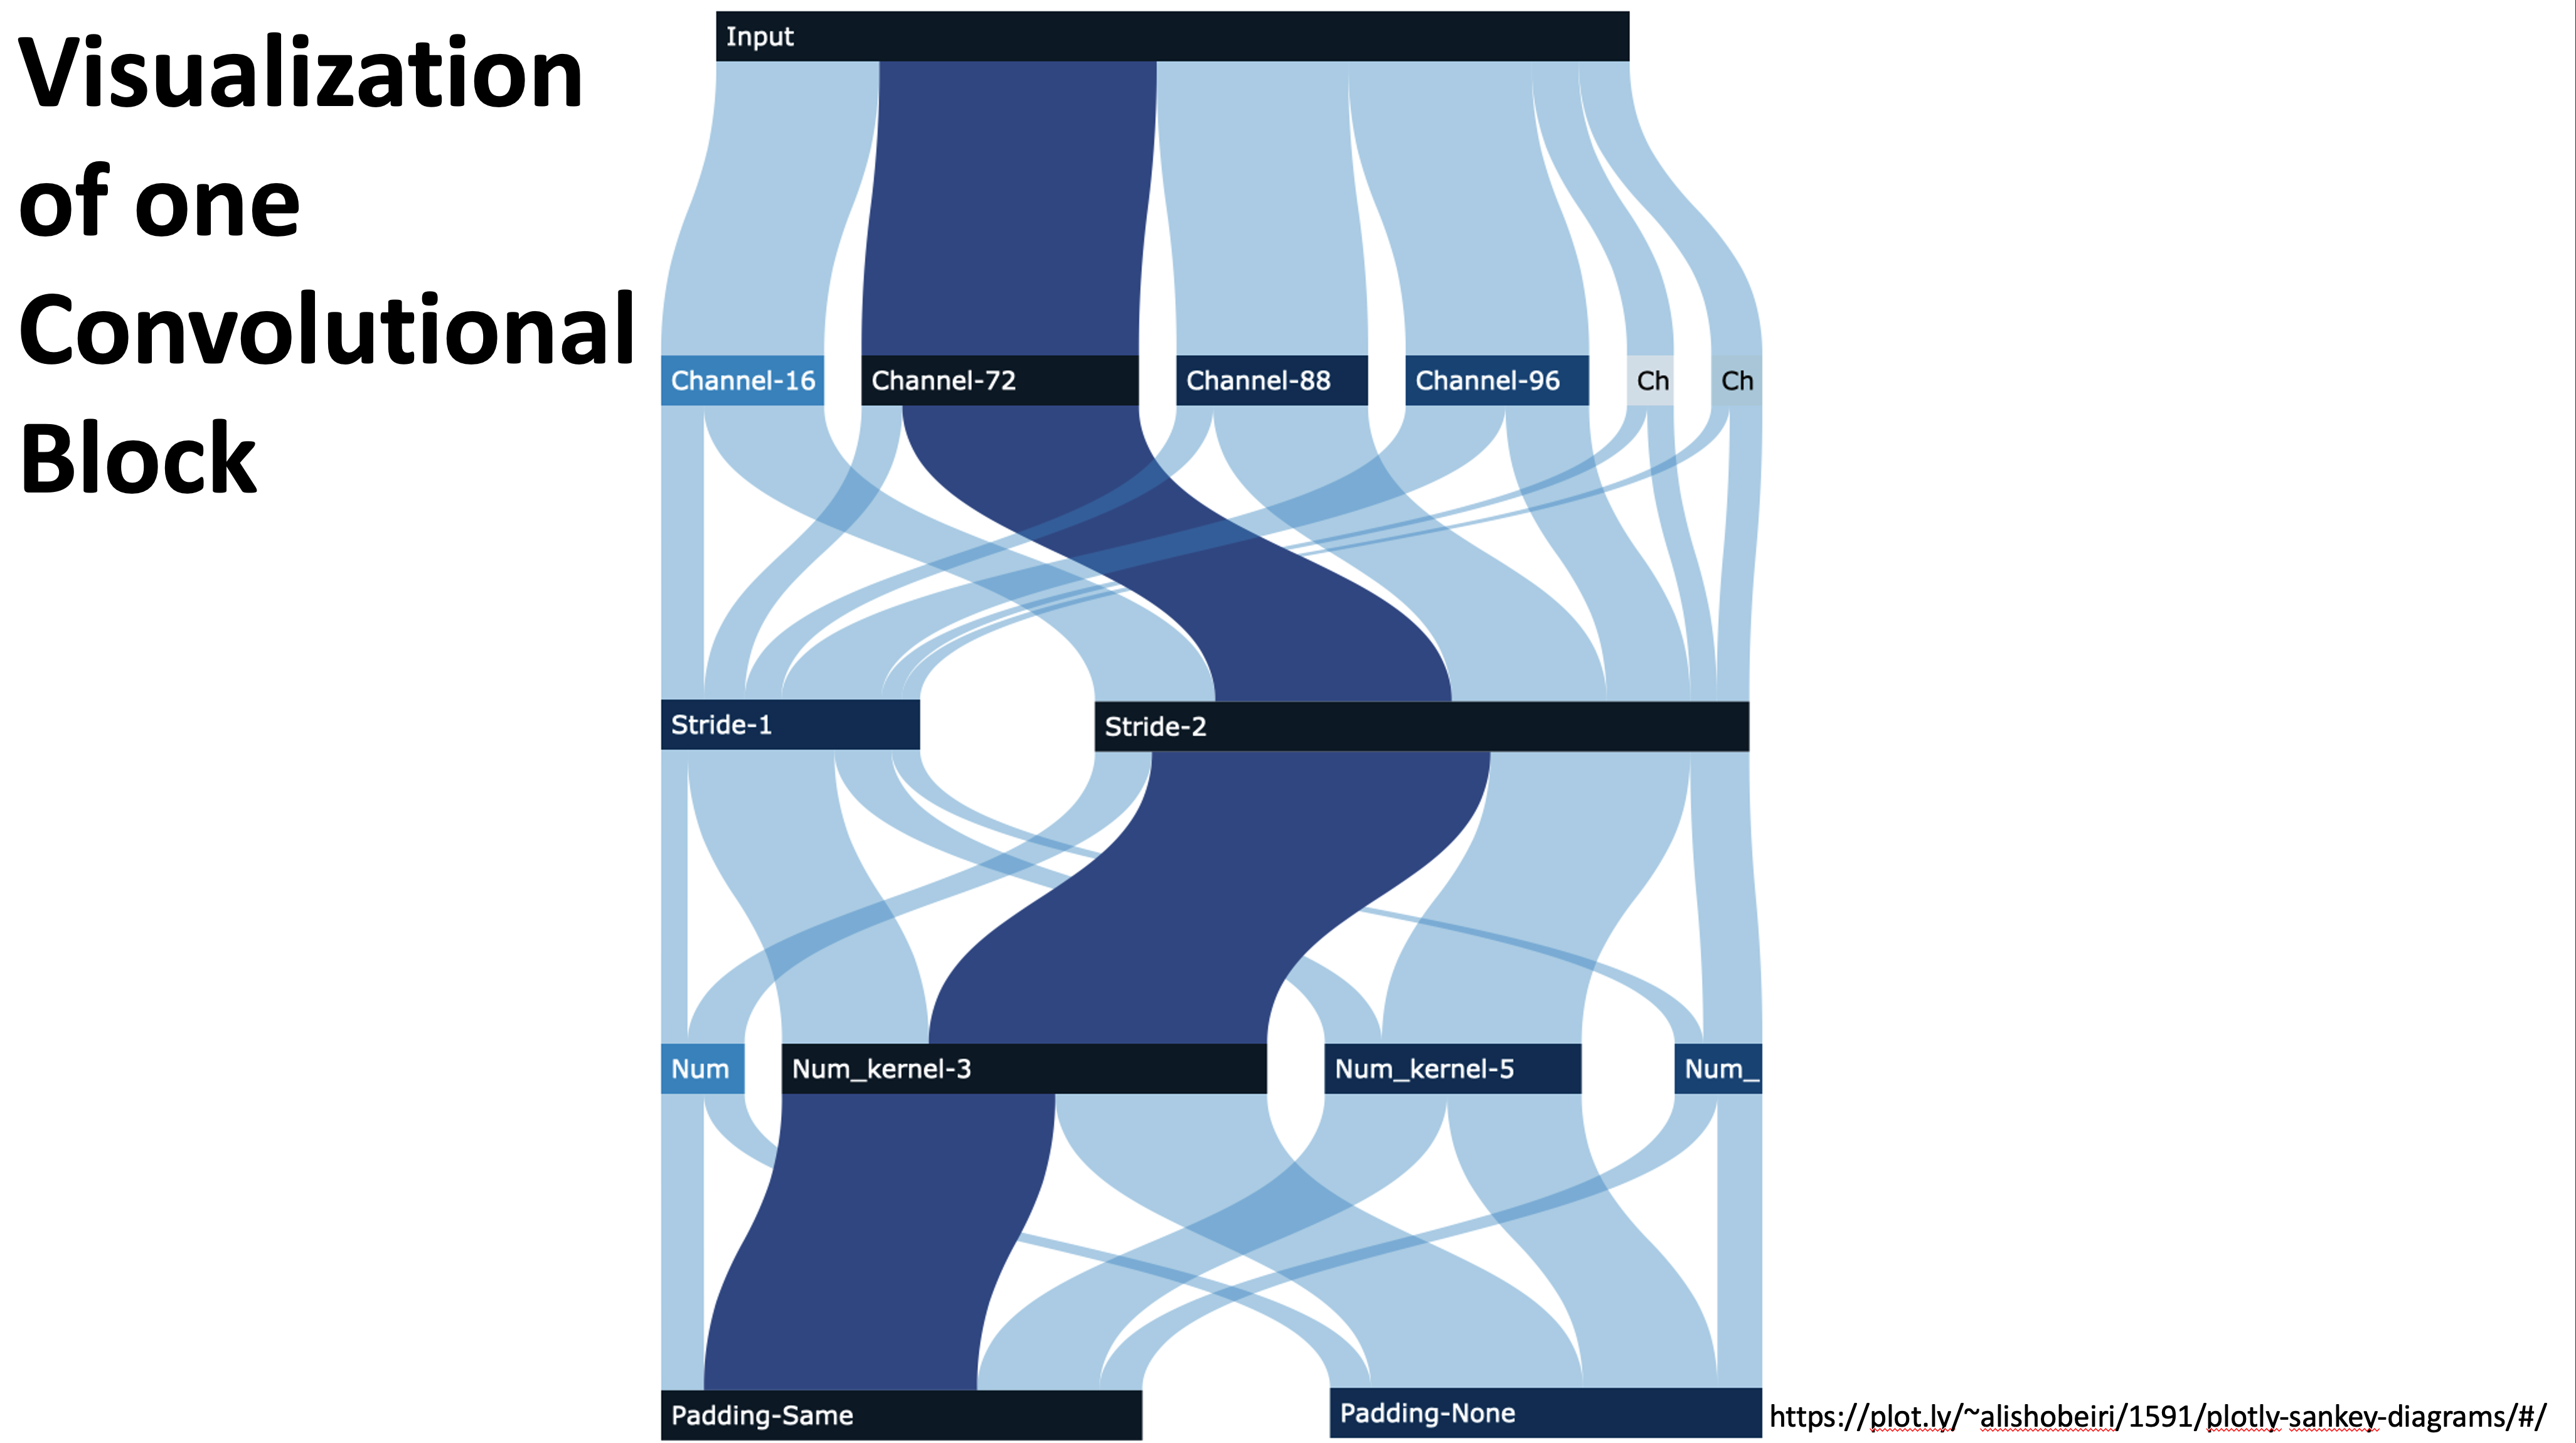 Visualization
of one
Convolutional
Block
Input
Channel-16 Channel-72 Channel-88 Channel-96 Ch Ch
Stride-1 Stride-2
Num Num_kernel-3 Num_kernel-5 Num_
Padding-Same Padding-None
https://plot.ly/~alishobeiri/1591/plotly-sankey-diagrams/#/